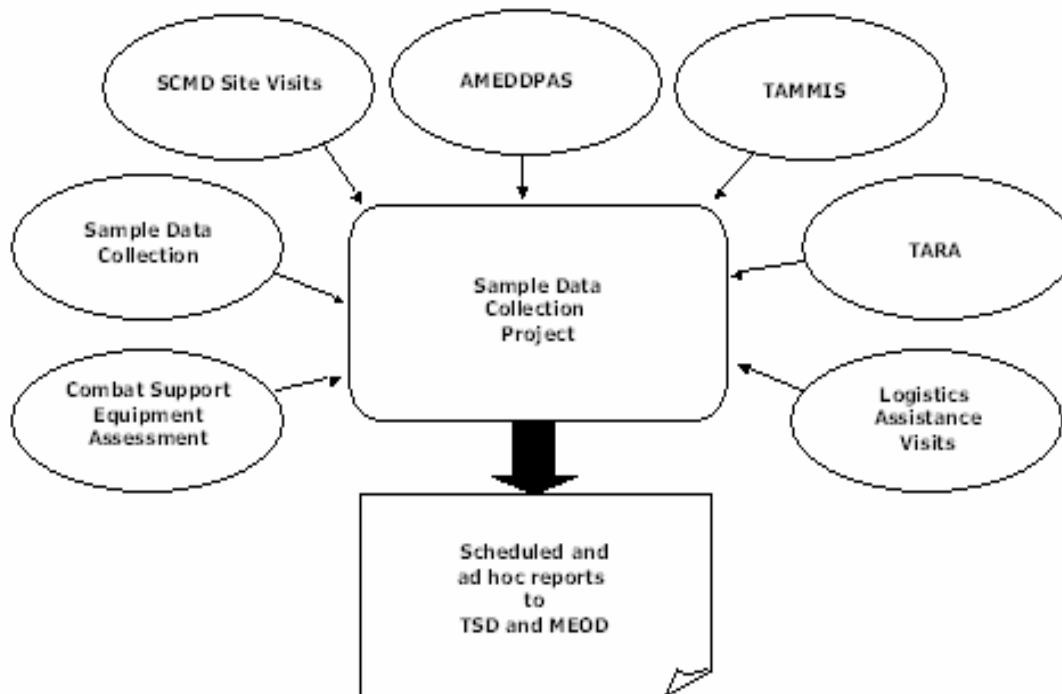 SCMD Site Visits
AMEDDPAS
TAMMIS
Sample Data
Collection
Sample Data
Collection
Project
TARA
Combat Support
Equipment
Assessment
Logistics
Assistance
Visits
Scheduled and
ad hoc reports
to
TSD and MEOD